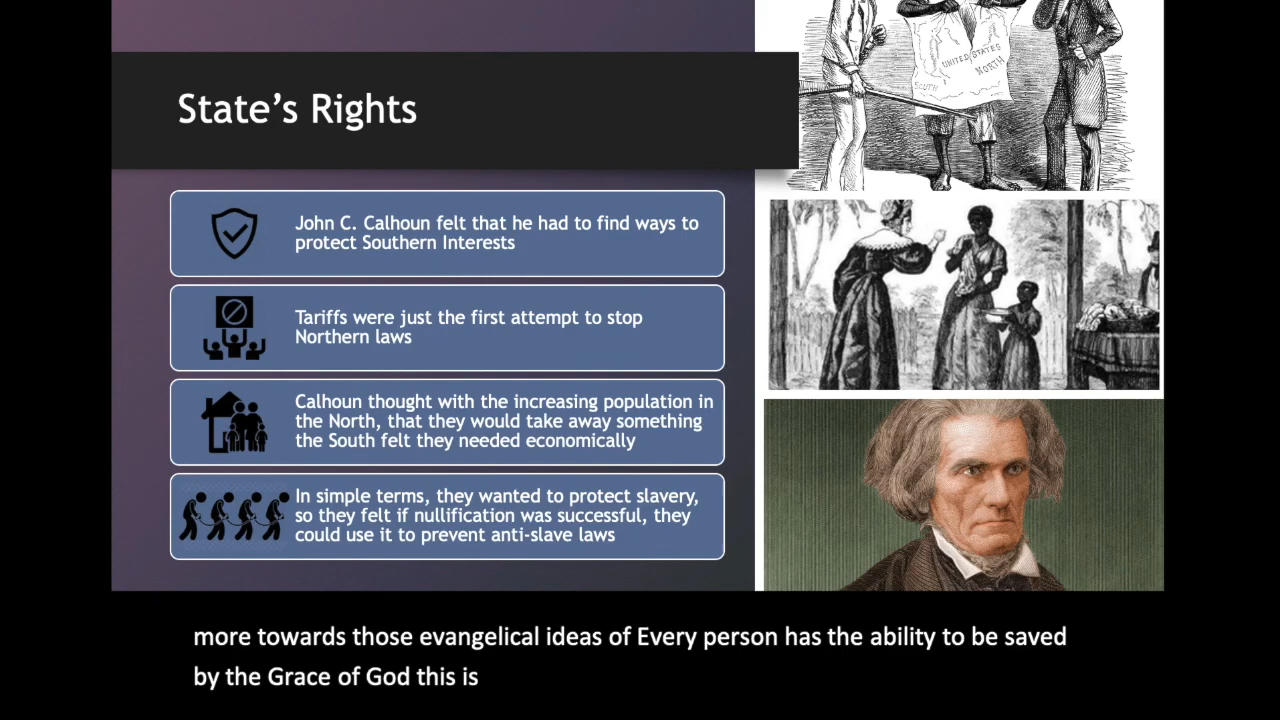 State's Rights
John C. Calhoun felt that he had to find ways to
protect Southern Interests
Tariffs were just the first attempt to stop
Northern laws
Calhoun thought with the increasing population in
the North, that they would take away something
the South felt they needed economically
In simple terms, they wanted to protect slavery,
so they felt if nullification was successful, they
could use it to prevent anti-slave laws
UNITED STATES
NORTH
SOUTH
more towards those evangelical ideas of Every person has the ability to be saved
by the Grace of God this is